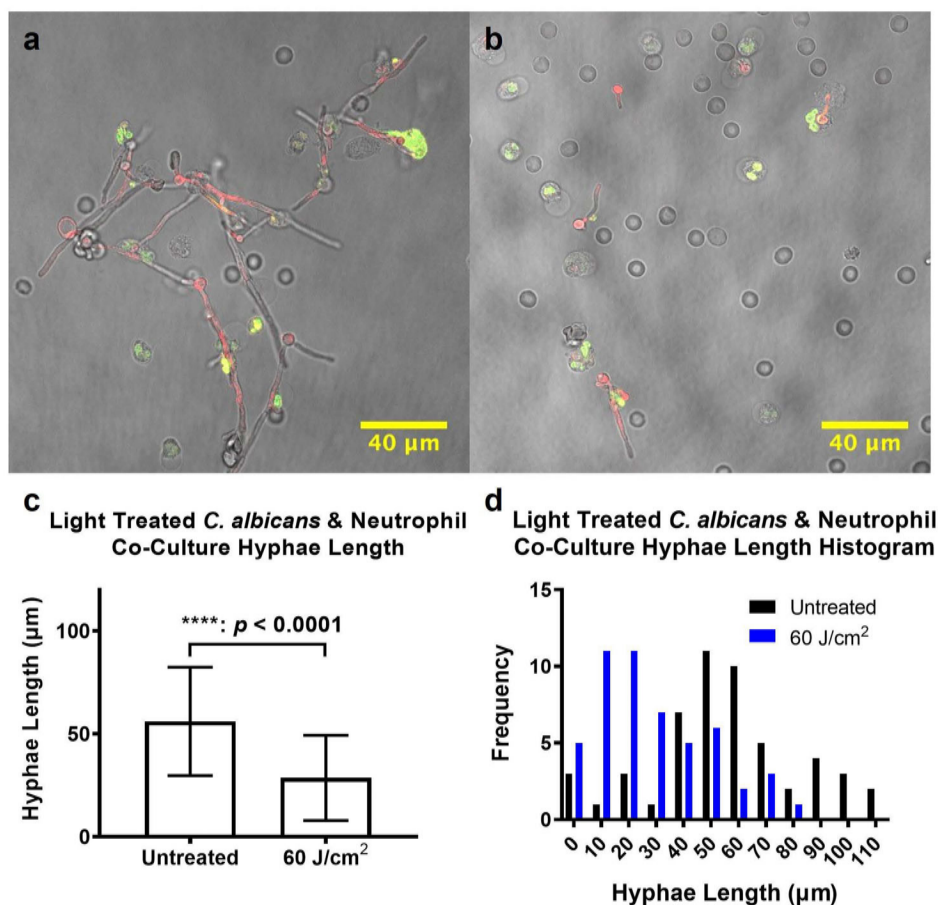 a
b
40 µm
40 µm
c
Light Treated C. albicans & Neutrophil
Co-Culture Hyphae Length
100
50
0
Hyphae Length (µm)
****: p < 0.0001
Untreated
60 J/cm²
d
Light Treated C. albicans & Neutrophil
Co-Culture Hyphae Length Histogram
15
10
5
0
Frequency
Untreated
60 J/cm²
0 10 20 30 40 50 60 70 80 90 100 110
Hyphae Length (µm)